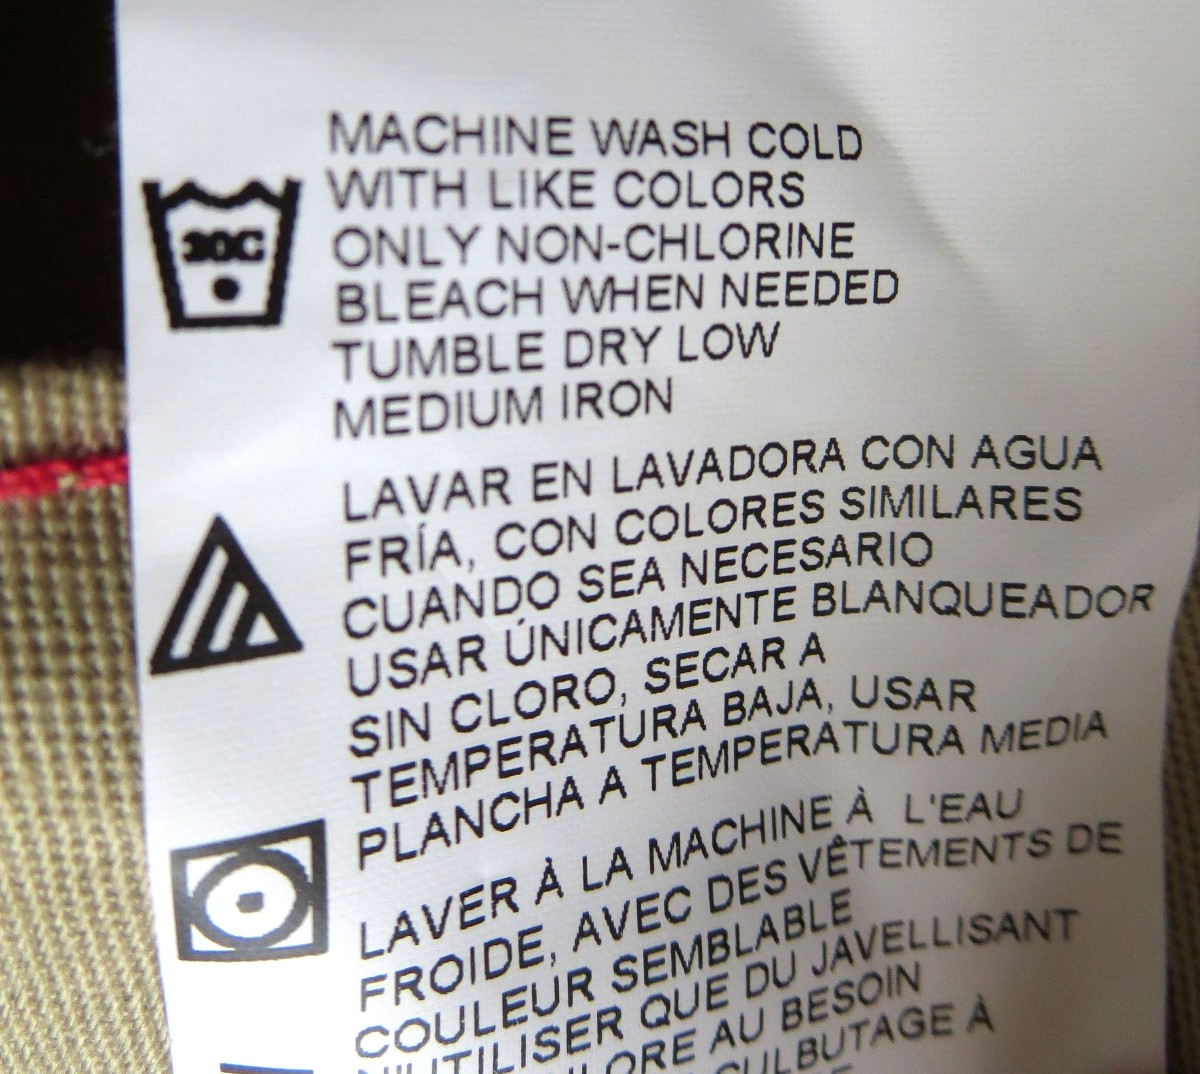 MACHINE WASH COLD
WITH LIKE COLORS
30C
ONLY NON-CHLORINE
BLEACH WHEN NEEDED
TUMBLE DRY LOW
MEDIUM IRON
LAVAR EN LAVADORA CON AGUA
FRÍA, CON COLORES SIMILARES
CUANDO SEA NECESARIO
USAR ÚNICAMENTE BLANQUEADOR
SIN CLORO, SECAR A
TEMPERATURA BAJA, USAR
PLANCHA A TEMPERATURA MEDIA
LAVER À LA MACHINE À L'EAU
FROIDE, AVEC DES VÊTEMENTS DE
COULEUR SEMBLABLE
N'UTILISER QUE DU JAVELLISANT
AU BESOIN
À